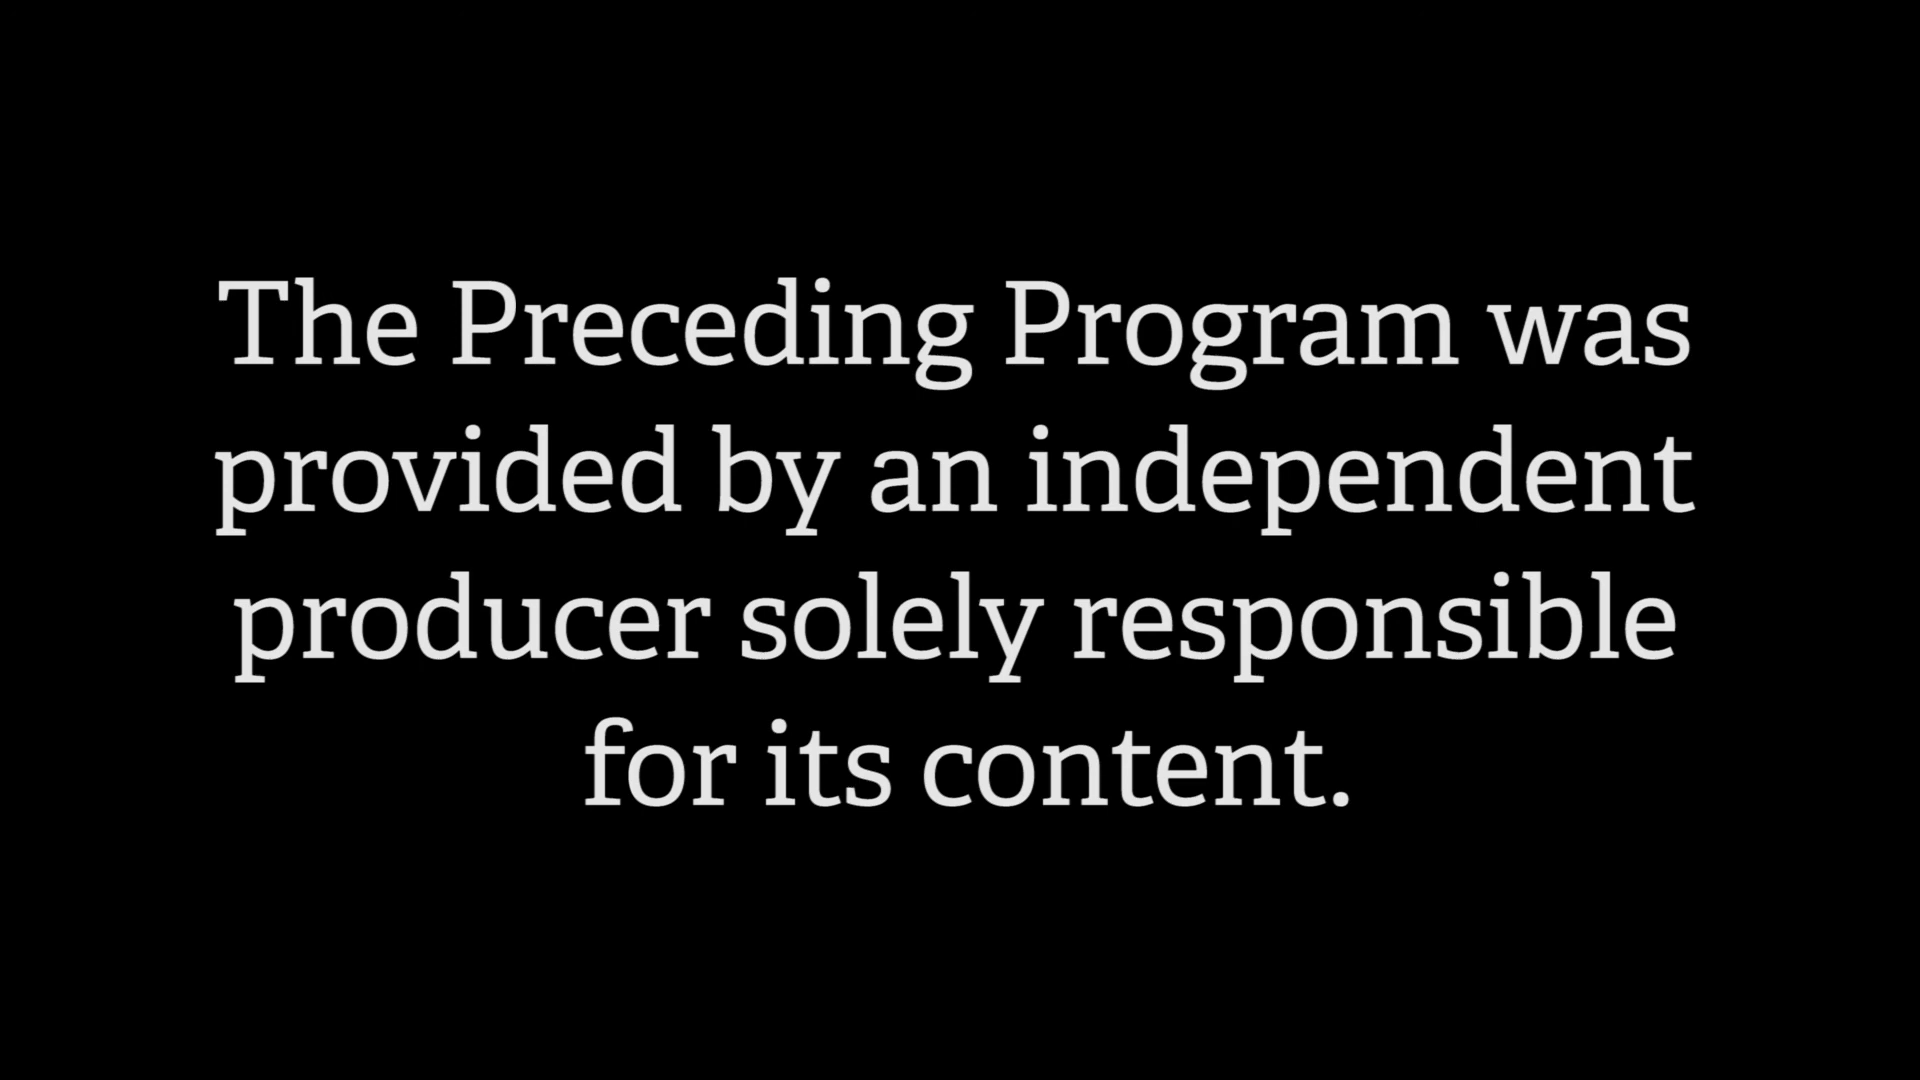 The Preceding Program was
provided by an independent
producer solely responsible
for its content.